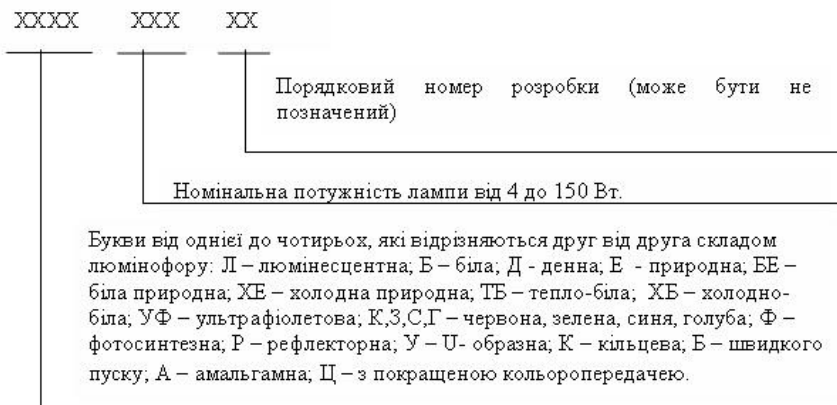 XXXX XXX XX
Порядковий номер розробки (може бути не
позначений)
Номінальна потужність лампи від 4 до 150 Вт.
Букви від однієї до чотирьох, які відрізняються друг від друга складом
люмінофору: Л – люмінесцентна; Б – біла; Д - денна; Е - природна; БЕ –
біла природна; ХЕ – холодна природна; ТБ – тепло-біла; ХБ – холодно-
біла; УФ – ультрафіолетова; К,З,С,Г – червона, зелена, синя, голуба; Ф –
фотосинтезна; Р – рефлекторна; У – U- образна; К – кільцева; Б – швидкого
пуску; А – амальгамна; Ц – з покращеною кольоропередачею.